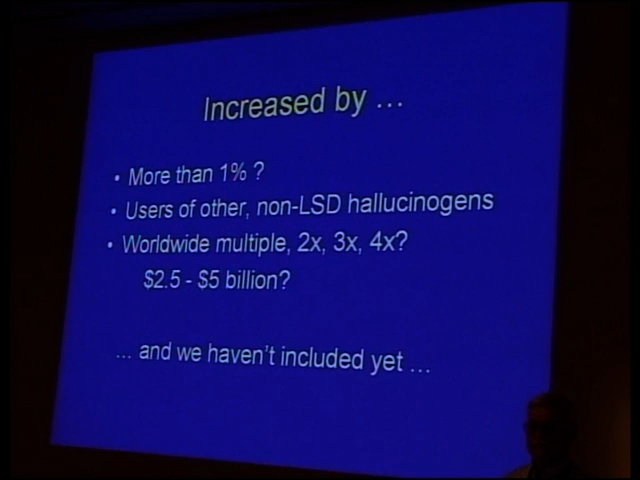 Increased by ...
• More than 1% ?
• Users of other, non-LSD hallucinogens
• Worldwide multiple, 2x, 3x, 4x?
$2.5 - $5 billion?
... and we haven't included yet ...